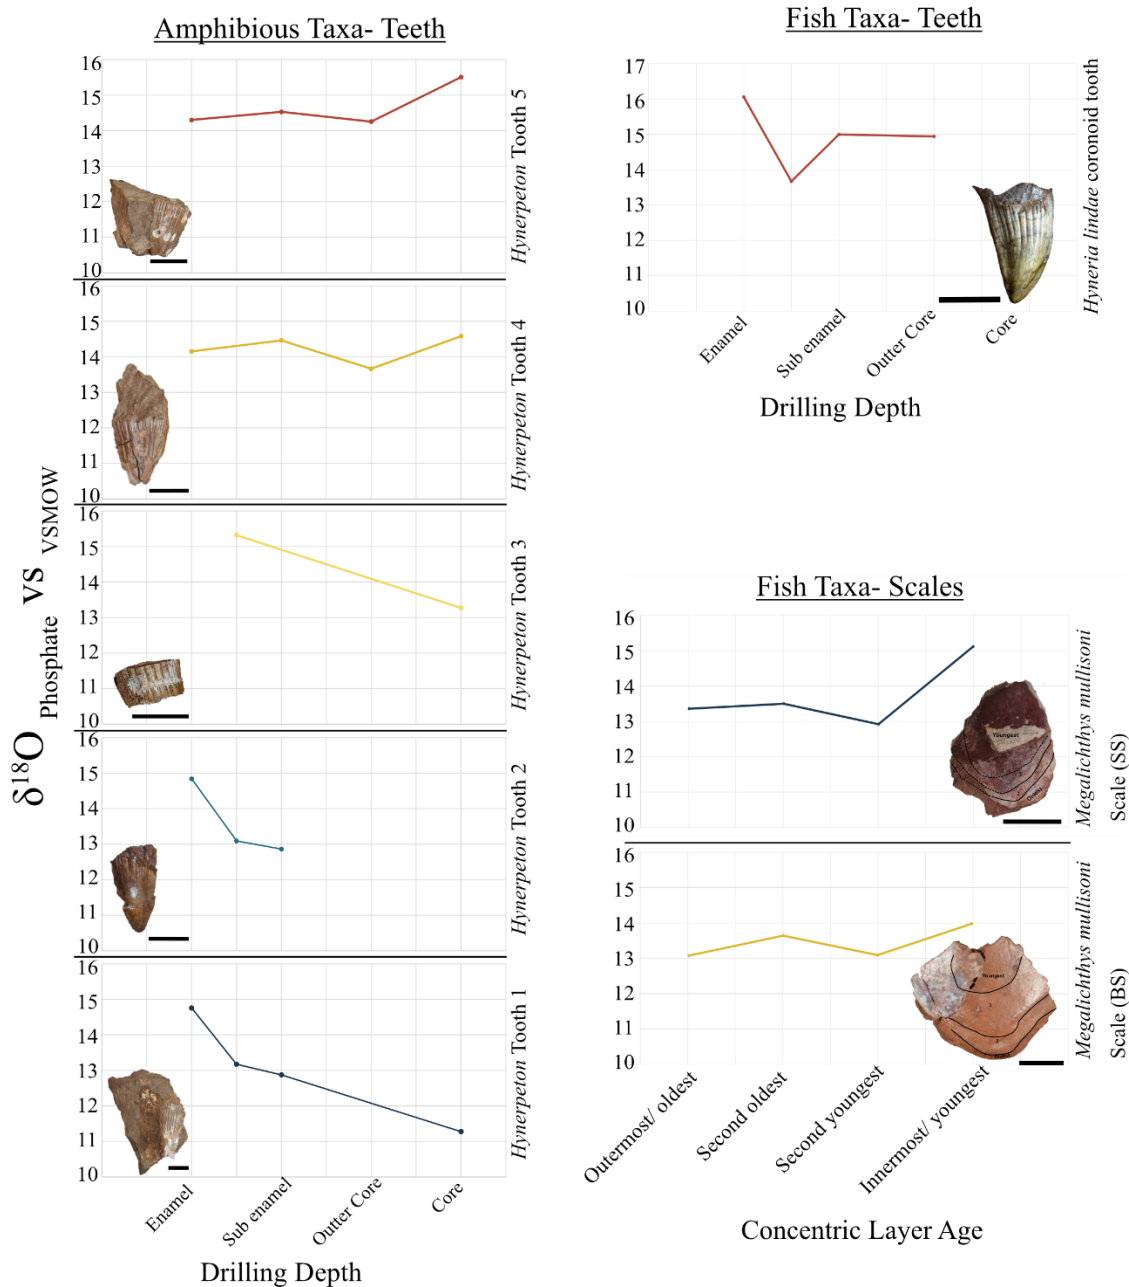 Amphibious Taxa- Teeth
16
15
14
13
12
11
10
Hynerpeton Tooth 5
16
15
14
13
12
11
10
Hynerpeton Tooth 4
16
15
14
13
12
11
10
Hynerpeton Tooth 3
16
15
14
13
12
11
10
Hynerpeton Tooth 2
16
15
14
13
12
11
10
Hynerpeton Tooth 1
δ18O Phosphate vs VSMOW
Enamel
Sub enamel
Outter Core
Core
Drilling Depth
Fish Taxa- Teeth
17
16
15
14
13
12
11
10
Hyneria lindae coronoid tooth
Enamel
Sub enamel
Outter Core
Core
Drilling Depth
Fish Taxa- Scales
16
15
14
13
12
11
10
Youngest
Megalichthys mullisoni
Scale (SS)
16
15
14
13
12
11
10
Youngest
Megalichthys mullisoni
Scale (BS)
Outermost/ oldest
Second oldest
Second youngest
Innermost/ youngest
Concentric Layer Age